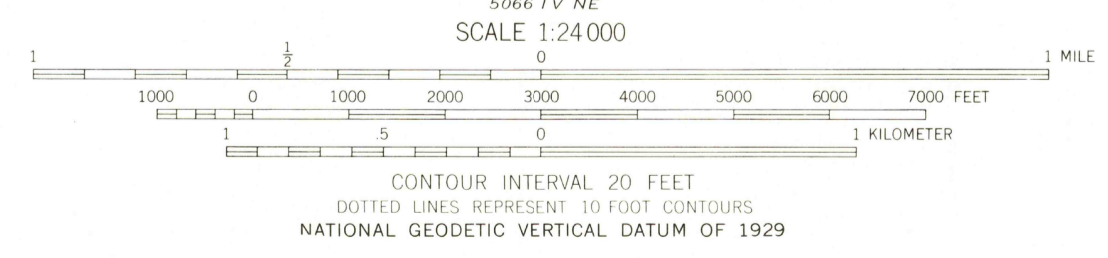 5066 IV NE
SCALE 1:24 000
1 1/2 0 1 MILE
1000 0 1000 2000 3000 4000 5000 6000 7000 FEET
1 .5 0 1 KILOMETER
CONTOUR INTERVAL 20 FEET
DOTTED LINES REPRESENT 10 FOOT CONTOURS
NATIONAL GEODETIC VERTICAL DATUM OF 1929